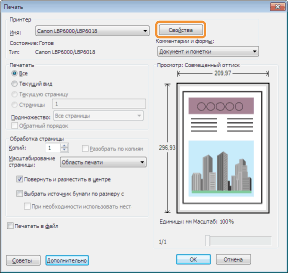 Печать
Принтер
Имя: Canon LBP6000/LBP6018 Свойства
Состояние: Готов
Тип: Canon LBP6000/LBP6018
Комментарии и формы:
Документ и пометки
Печатать
Все
Текущий вид
Текущую страницу
Страницы 1
Подмножество: Все страницы
Обратный порядок
Обработка страницы
Копий: 1 Разобрать по копиям
Масштабирование страницы: Область печати
Повернуть и разместить в центре
Выбрать источник бумаги по размеру с
При необходимости использовать нест
Печатать в файл
Просмотр: Совмещенный оттиск
209,97
296,93
Единицы: мм Масштаб: 100%
1/1
Советы Дополнительно ОК Отмена